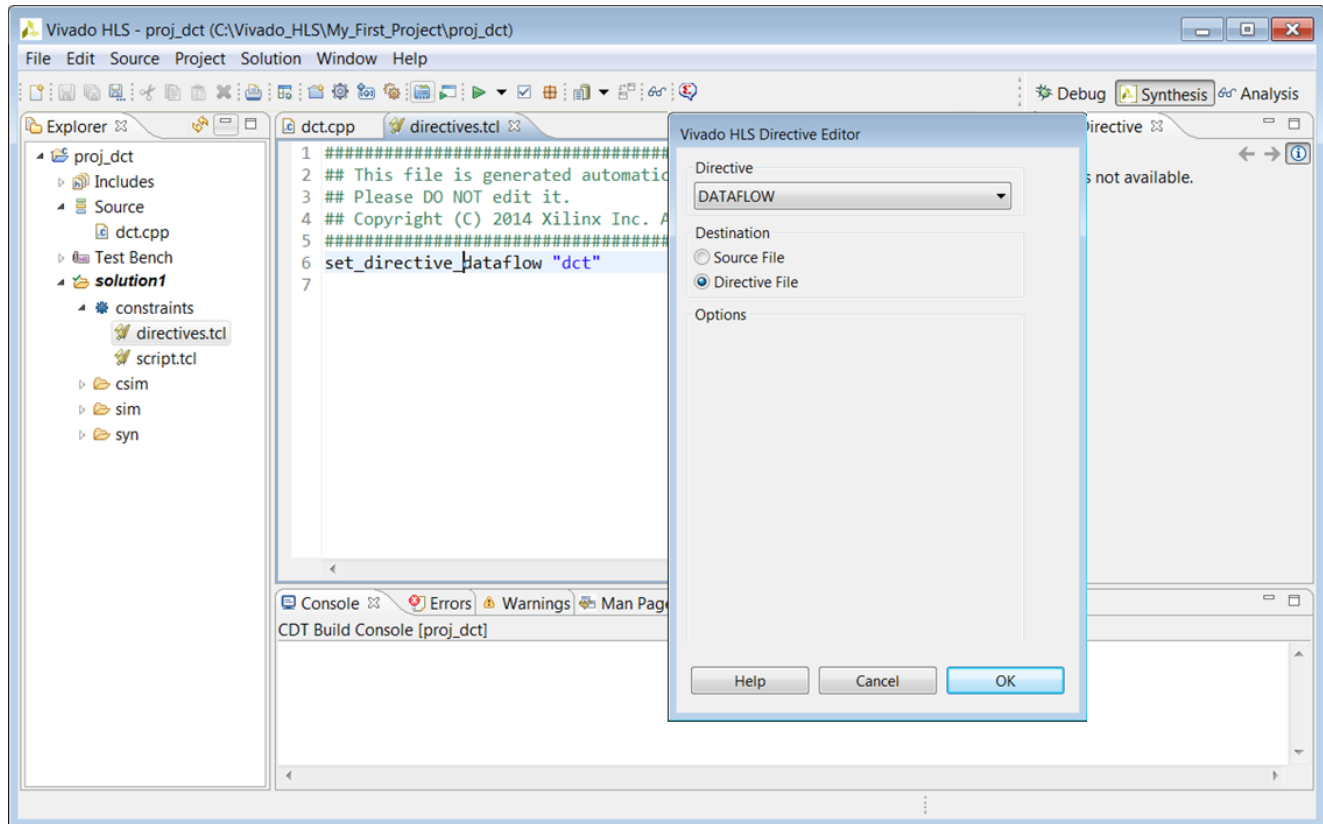 Vivado HLS - proj_dct (C:\Vivado_HLS\My_First_Project\proj_dct)
File Edit Source Project Solution Window Help
Debug Synthesis Analysis
Explorer
proj_dct
Includes
Source
dct.cpp
Test Bench
solution1
constraints
directives.tcl
script.tcl
csim
sim
syn
dct.cpp directives.tcl
1 ###################################
2 ## This file is generated automatic
3 ## Please DO NOT edit it.
4 ## Copyright (C) 2014 Xilinx Inc. A
5 ###################################
6 set_directive_dataflow "dct"
7
Vivado HLS Directive Editor
Directive
DATAFLOW
Destination
Source File
Directive File
Options
Help Cancel OK
irective
s not available.
Console Errors Warnings Man Page
CDT Build Console [proj_dct]